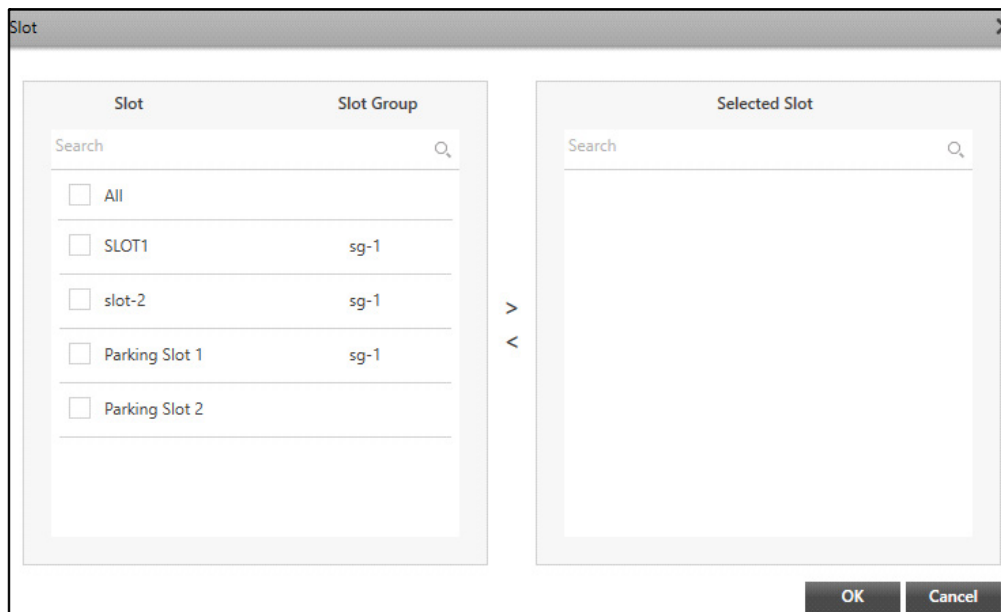 Slot
Slot Slot Group
Search
All
SLOT1 sg-1
slot-2 sg-1
Parking Slot 1 sg-1
Parking Slot 2
>
<
Selected Slot
Search
OK Cancel